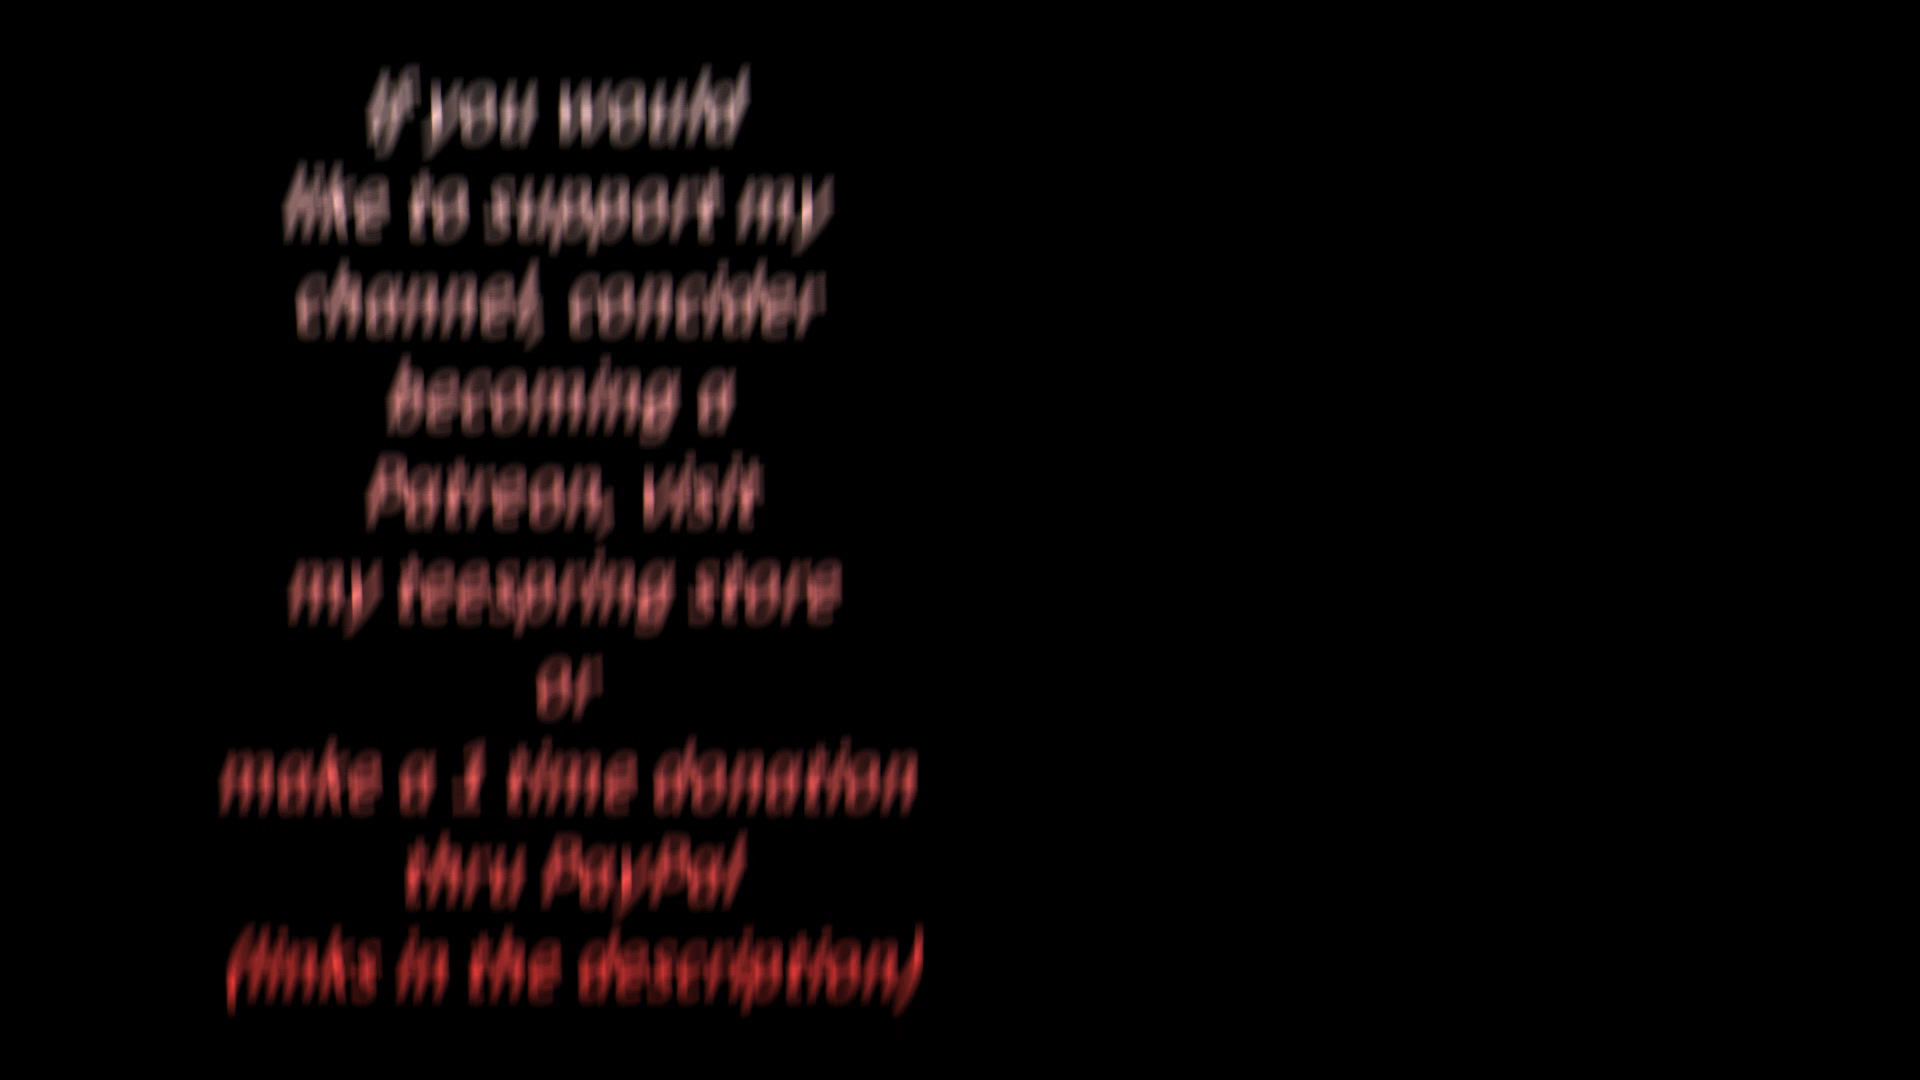 If you would
like to support my
channel, concider
becoming a
Patreon, visit
my teespring store
or
make a 1 time donation
thru PayPal
(links in the description)